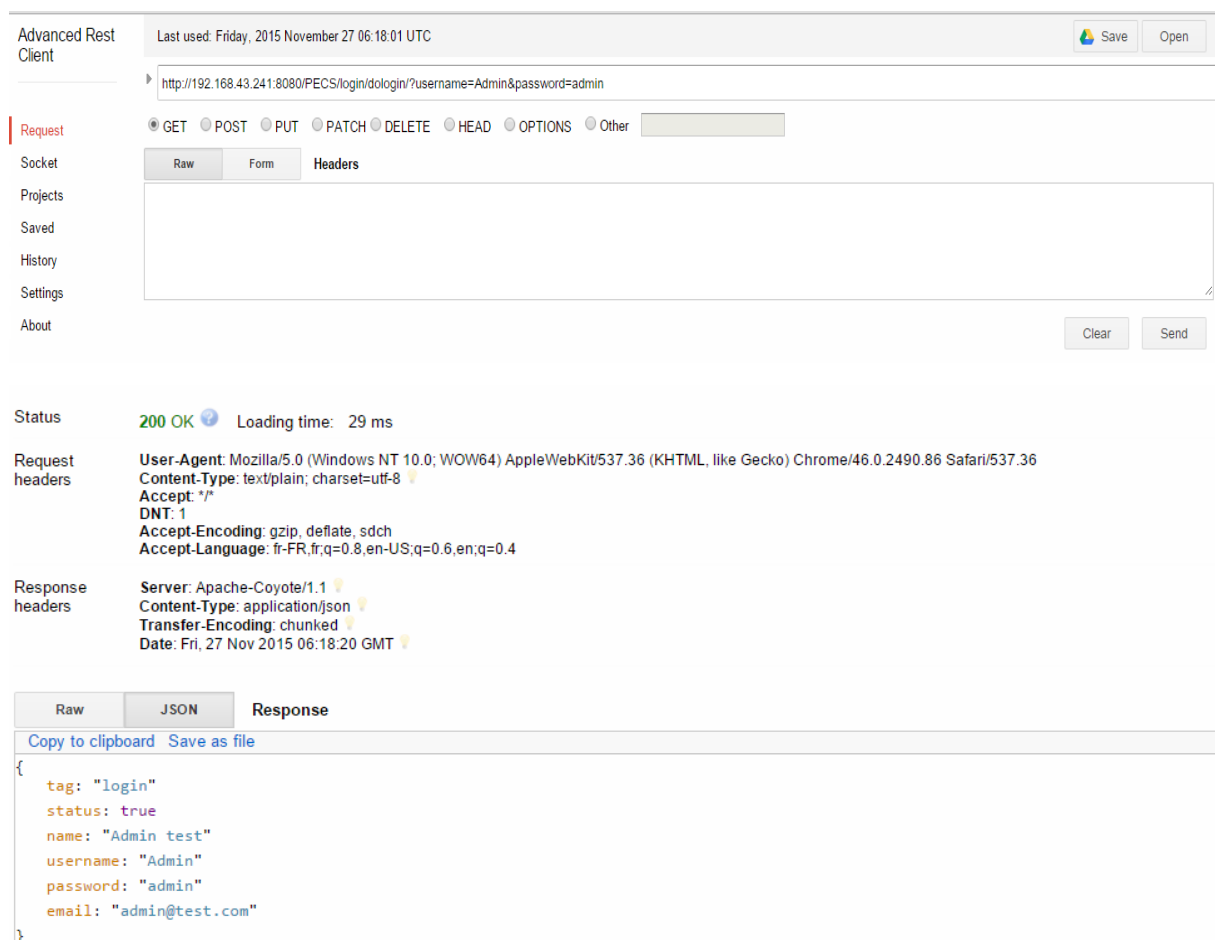 Advanced Rest
Client
Last used: Friday, 2015 November 27 06:18:01 UTC
Save
Open
http://192.168.43.241:8080/PECS/login/dologin/?username=Admin&password=admin
GET POST PUT PATCH DELETE HEAD OPTIONS Other
Request
Socket
Projects
Saved
History
Settings
About
Raw Form Headers
Clear Send
Status 200 OK Loading time: 29 ms
Request
headers
User-Agent: Mozilla/5.0 (Windows NT 10.0; WOW64) AppleWebKit/537.36 (KHTML, like Gecko) Chrome/46.0.2490.86 Safari/537.36
Content-Type: text/plain; charset=utf-8
Accept: */*
DNT: 1
Accept-Encoding: gzip, deflate, sdch
Accept-Language: fr-FR,fr;q=0.8,en-US;q=0.6,en;q=0.4
Response
headers
Server: Apache-Coyote/1.1
Content-Type: application/json
Transfer-Encoding: chunked
Date: Fri, 27 Nov 2015 06:18:20 GMT
Raw JSON Response
Copy to clipboard Save as file
{
tag: "login"
status: true
name: "Admin test"
username: "Admin"
password: "admin"
email: "admin@test.com"
}